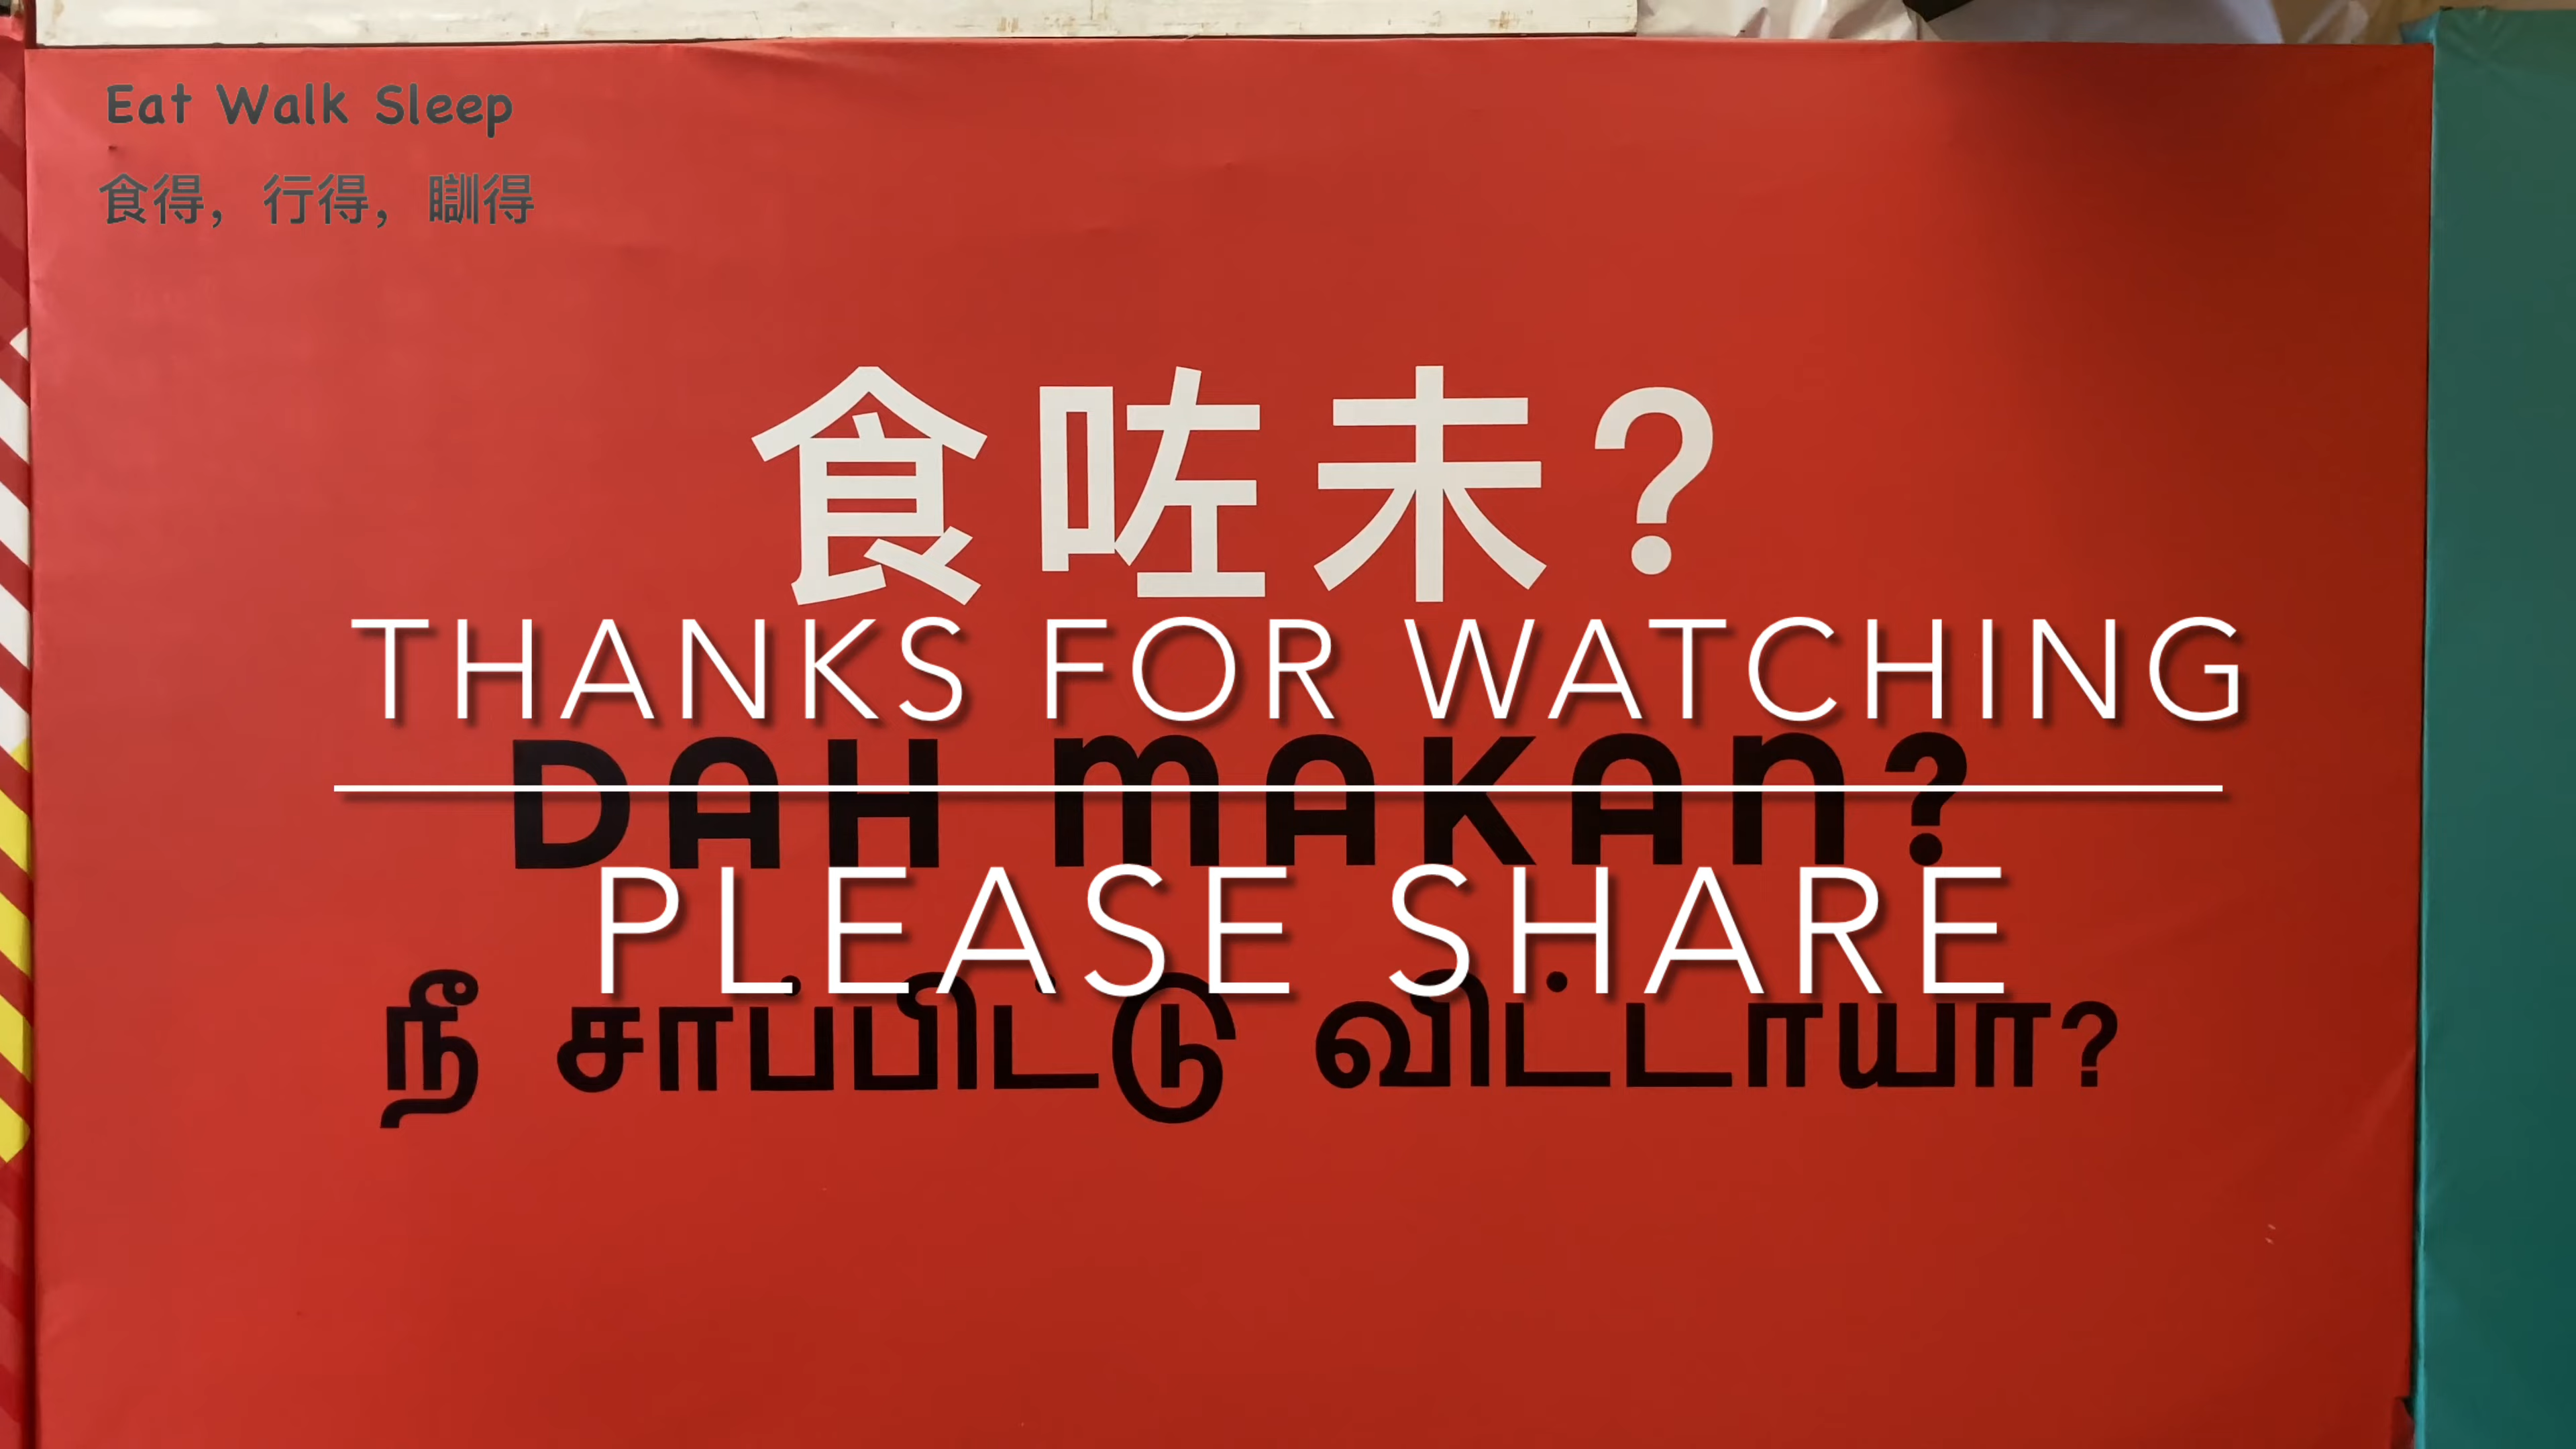 Eat Walk Sleep
食得，行得，瞓得
食咗未?
THANKS FOR WATCHING
DAH MAKAN?
PLEASE SHARE
நீ சாப்பிட்டு விட்டாயா?